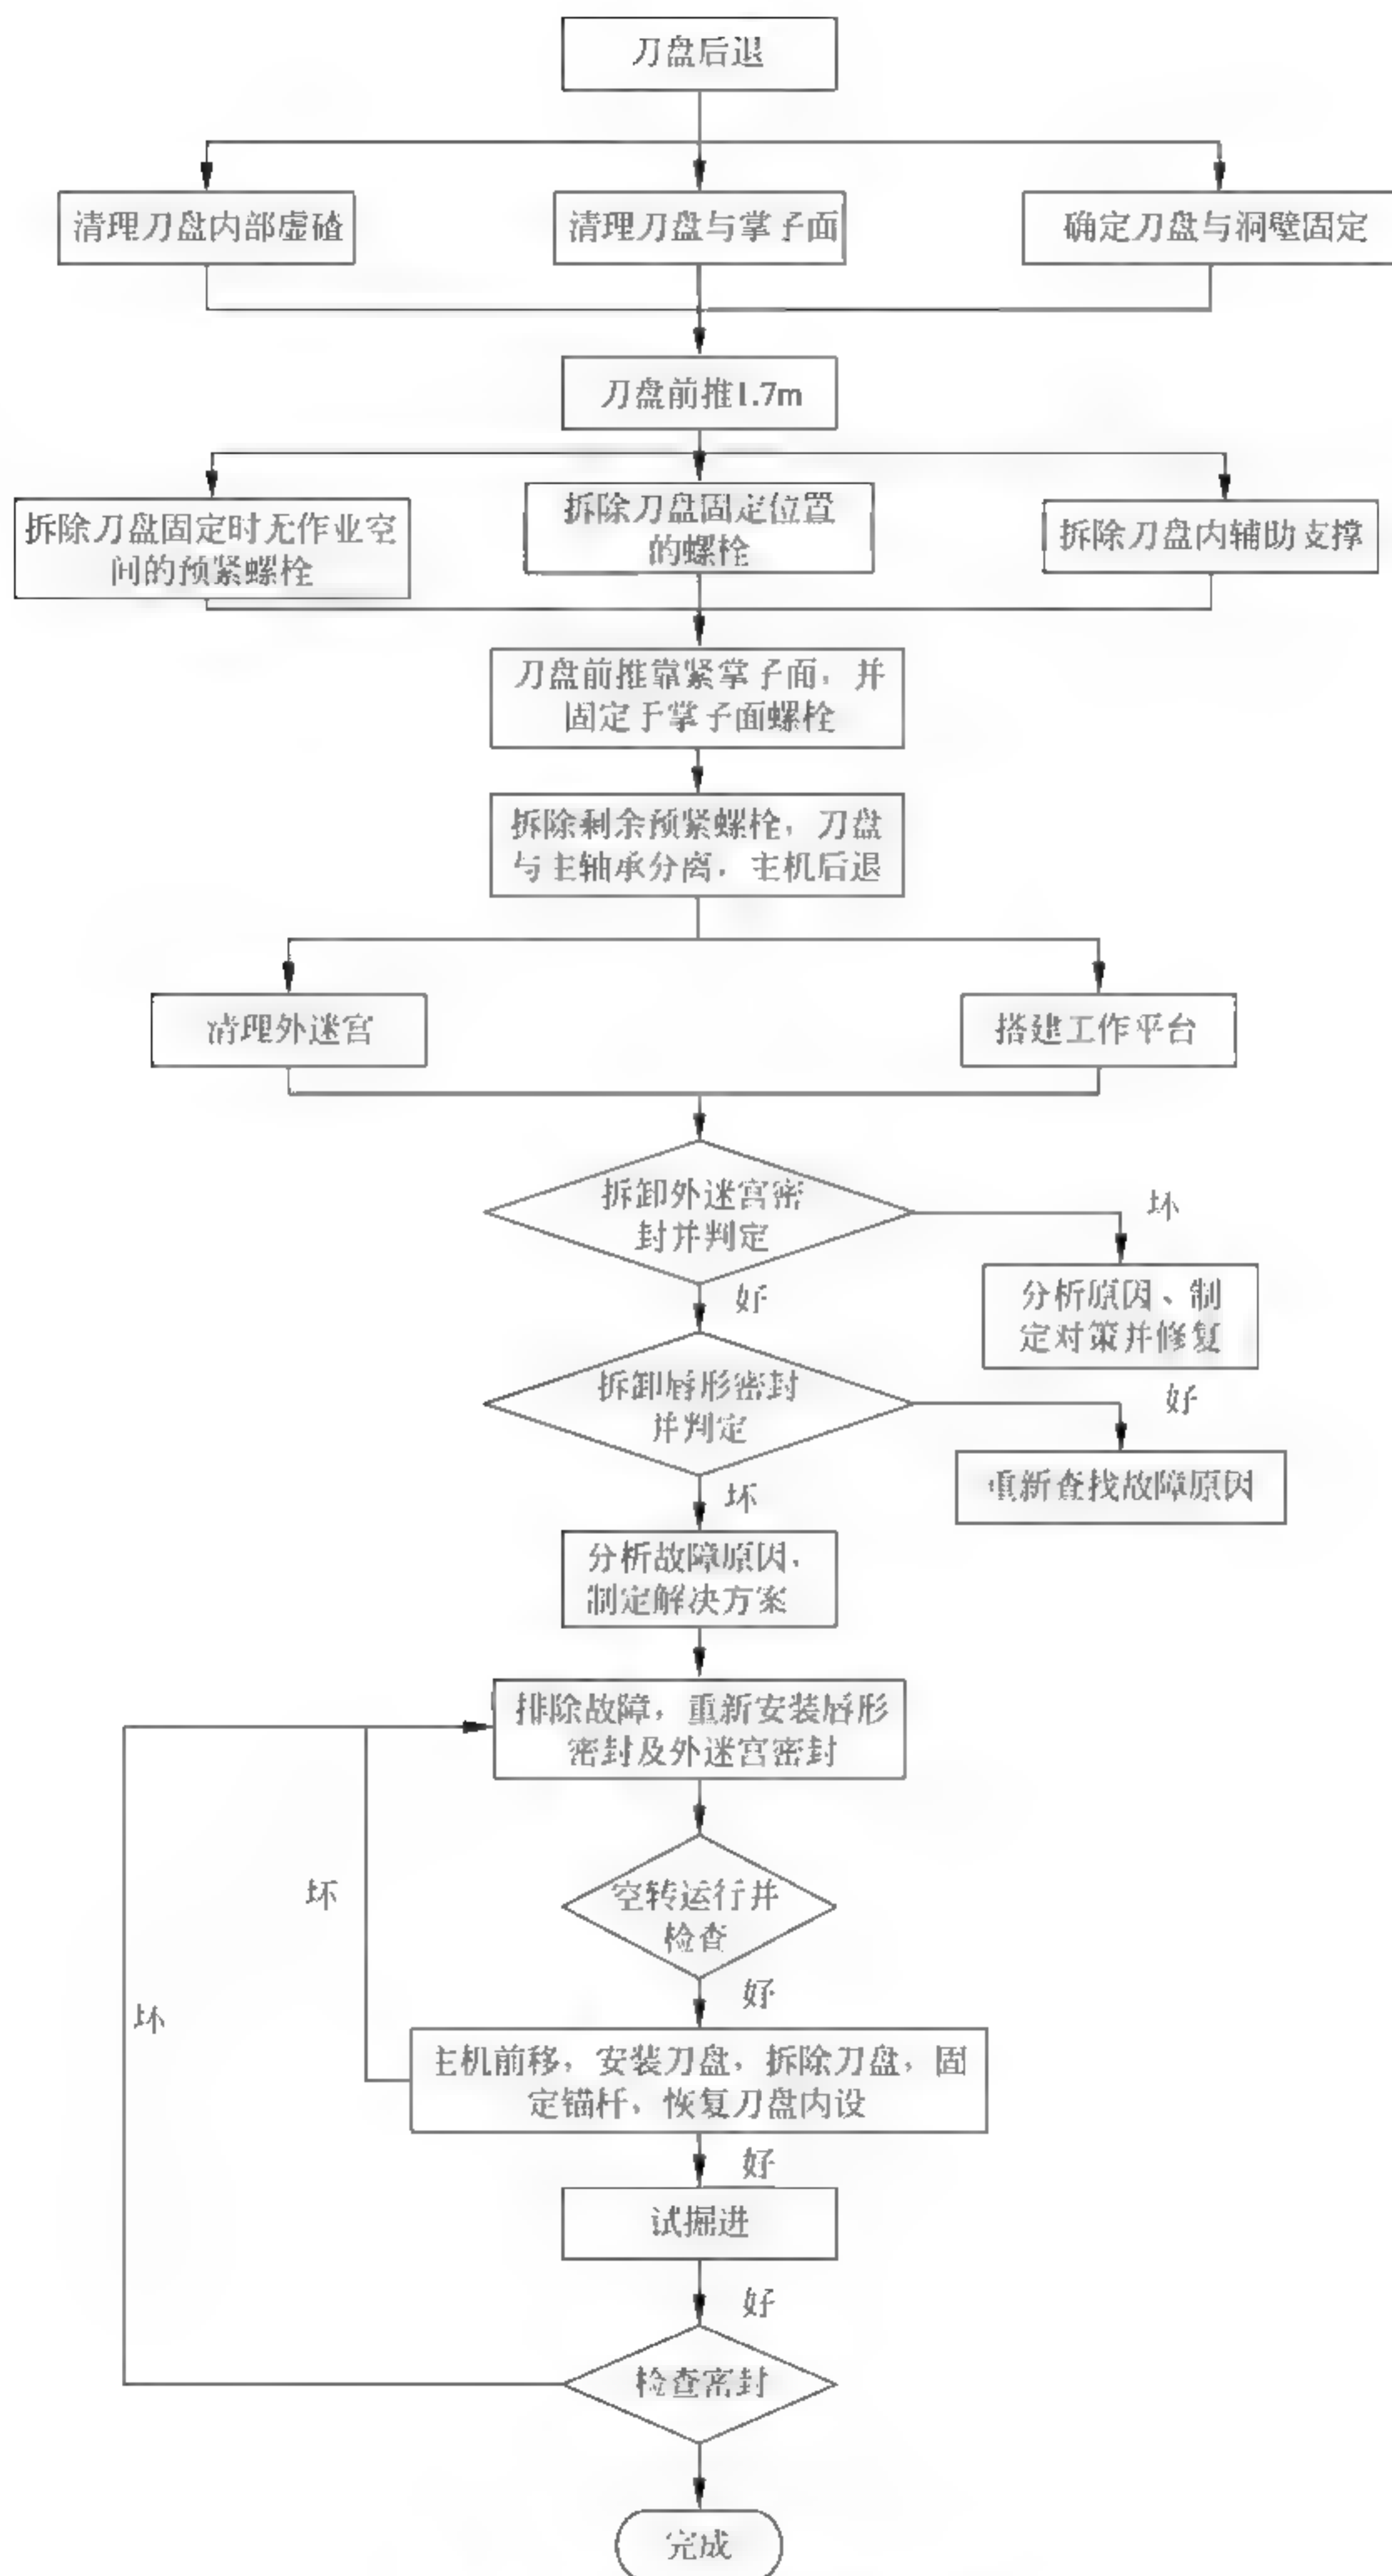 刀盘后退
清理刀盘内部虚碴
清理刀盘与掌子面
确定刀盘与洞壁固定
刀盘前推1.7m
拆除刀盘固定时无作业空
间的预紧螺栓
拆除刀盘固定位置
的螺栓
拆除刀盘内辅助支撑
刀盘前推靠紧掌子面，并
固定于掌子面螺栓
拆除剩余预紧螺栓，刀盘
与主轴承分离，主机后退
清理外迷宫
搭建工作平台
拆卸外迷宫密
封并判定
坏
好
分析原因、制
定对策并修复
拆卸唇形密封
并判定
好
坏
重新查找故障原因
分析故障原因，
制定解决方案
排除故障，重新安装唇形
密封及外迷宫密封
坏
空转运行并
检查
好
坏
主机前移，安装刀盘，拆除刀盘，固
定锚杆，恢复刀盘内设
好
试掘进
好
检查密封
完成